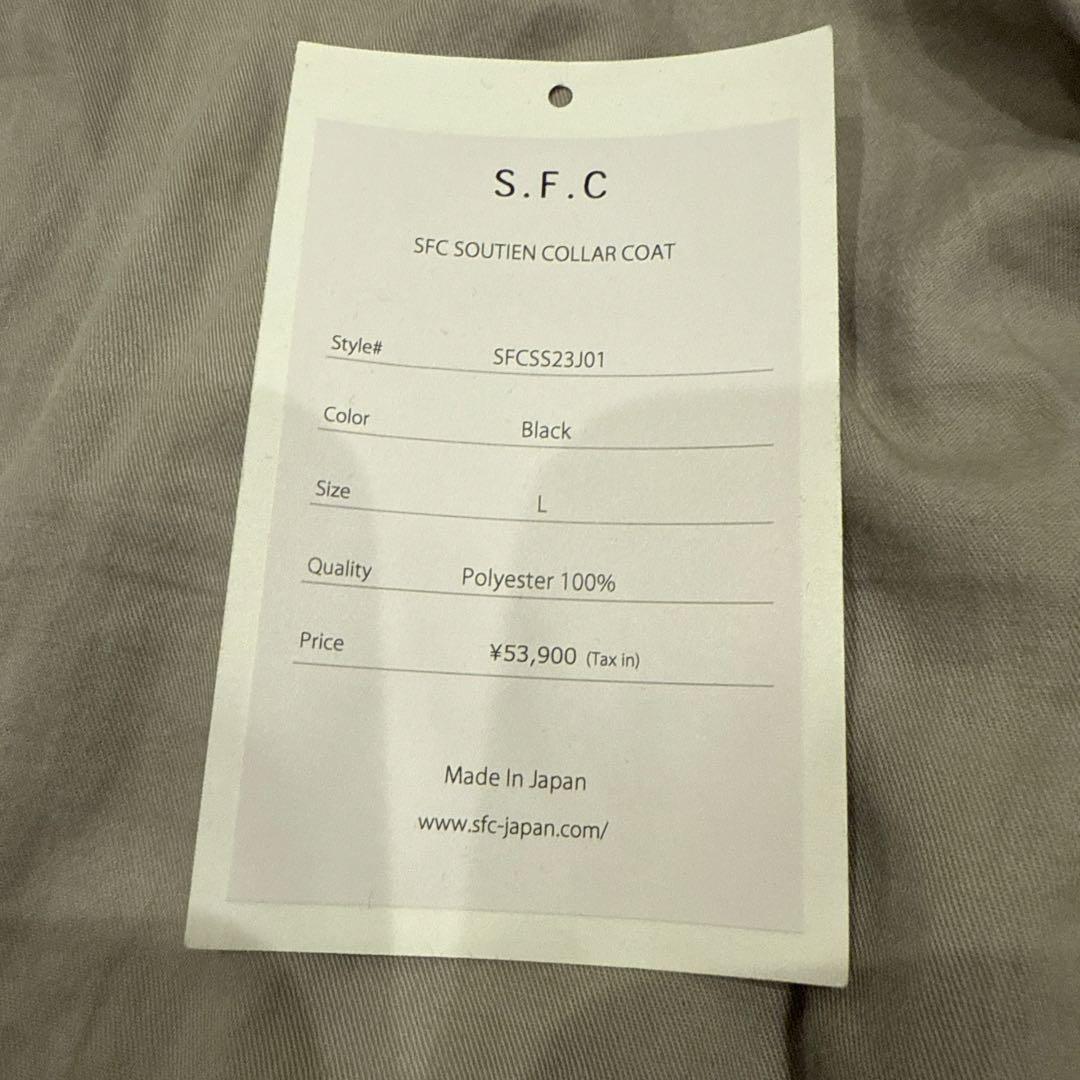 S.F.C
SFC SOUTIEN COLLAR COAT
Style# SFCSS23J01
Color Black
Size L
Quality Polyester 100%
Price ¥53,900 (Tax in)
Made In Japan
www.sfc-japan.com/